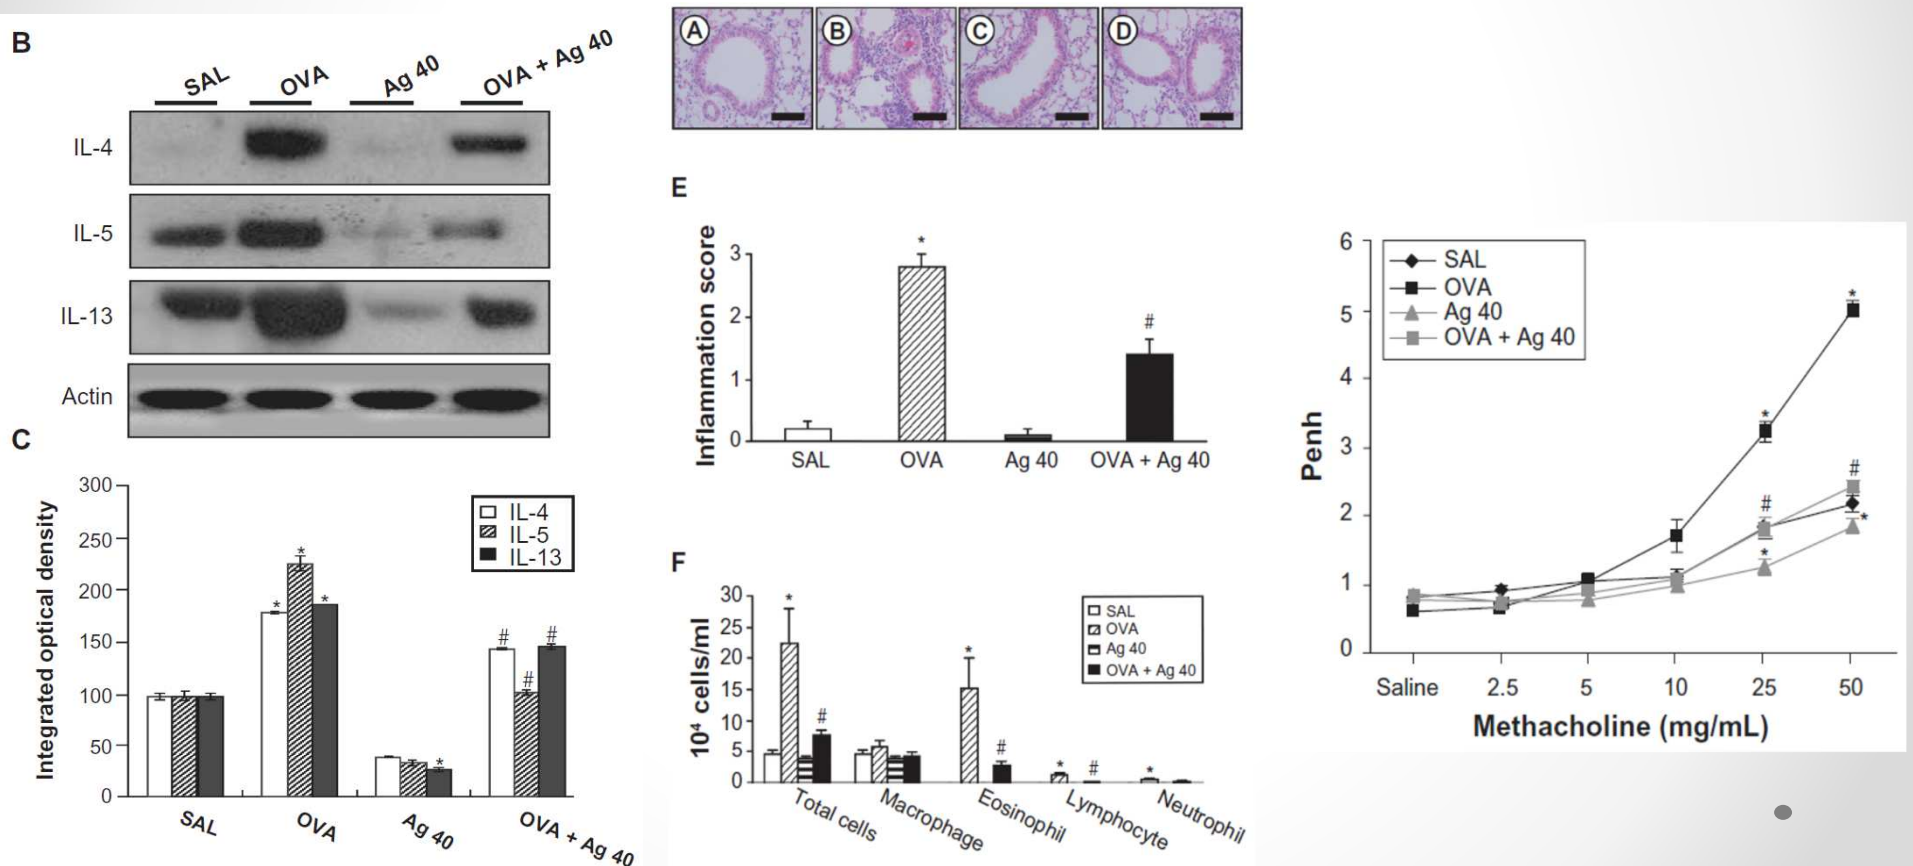 B
SAL OVA Ag 40 OVA + Ag 40
IL-4
IL-5
IL-13
Actin
C
Integrated optical density
300
250
200
150
100
50
0
IL-4
IL-5
IL-13
* * *
*
# # #
SAL OVA Ag 40 OVA + Ag 40
A B C D
E
Inflammation score
3
2
1
0
*
#
SAL OVA Ag 40 OVA + Ag 40
F
10⁴ cells/ml
30
25
20
15
10
5
0
SAL
OVA
Ag 40
OVA + Ag 40
* # * # * # *
Total cells Macrophage Eosinophil Lymphocyte Neutrophil
Penh
6
5
4
3
2
1
0
SAL
OVA
Ag 40
OVA + Ag 40
*
*
#
#
*
*
Saline 2.5 5 10 25 50
Methacholine (mg/mL)